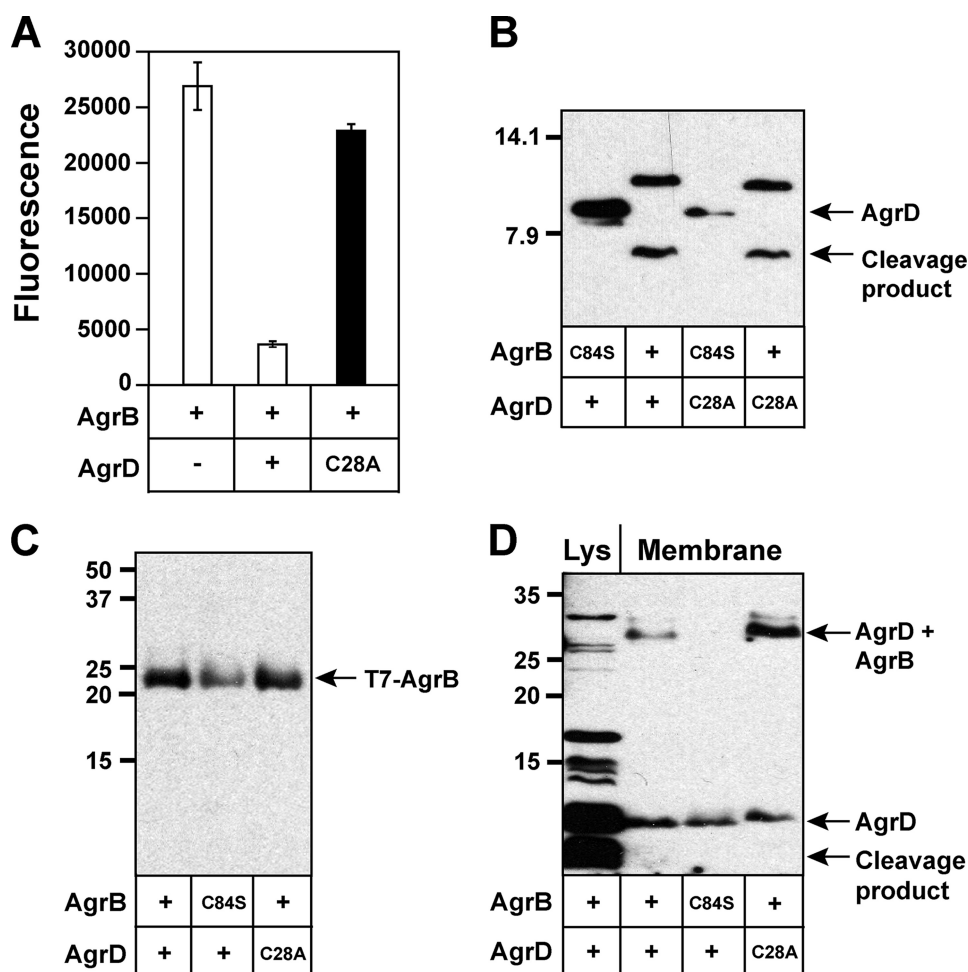 A
Fluorescence
30000
25000
20000
15000
10000
5000
0
AgrB + + +
AgrD - + C28A
B
14.1
7.9
AgrD
Cleavage
product
AgrB C84S + C84S +
AgrD + + C28A C28A
C
50
37
25
20
15
T7-AgrB
AgrB + C84S +
AgrD + + C28A
D
Lys Membrane
35
25
20
15
AgrD +
AgrB
AgrD
Cleavage
product
AgrB + + C84S +
AgrD + + + C28A